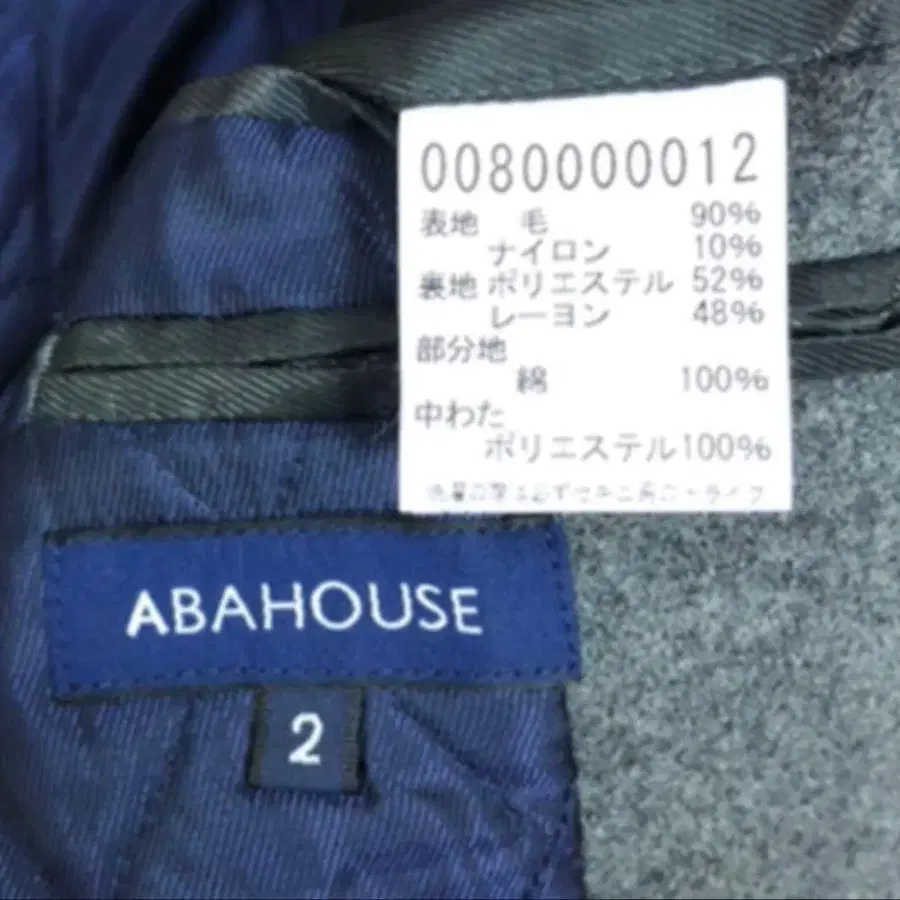 0080000012
表地 毛 90%
ナイロン 10%
裏地 ポリエステル 52%
レーヨン 48%
部分地
綿 100%
中わた
ポリエステル100%
ABAHOUSE
2